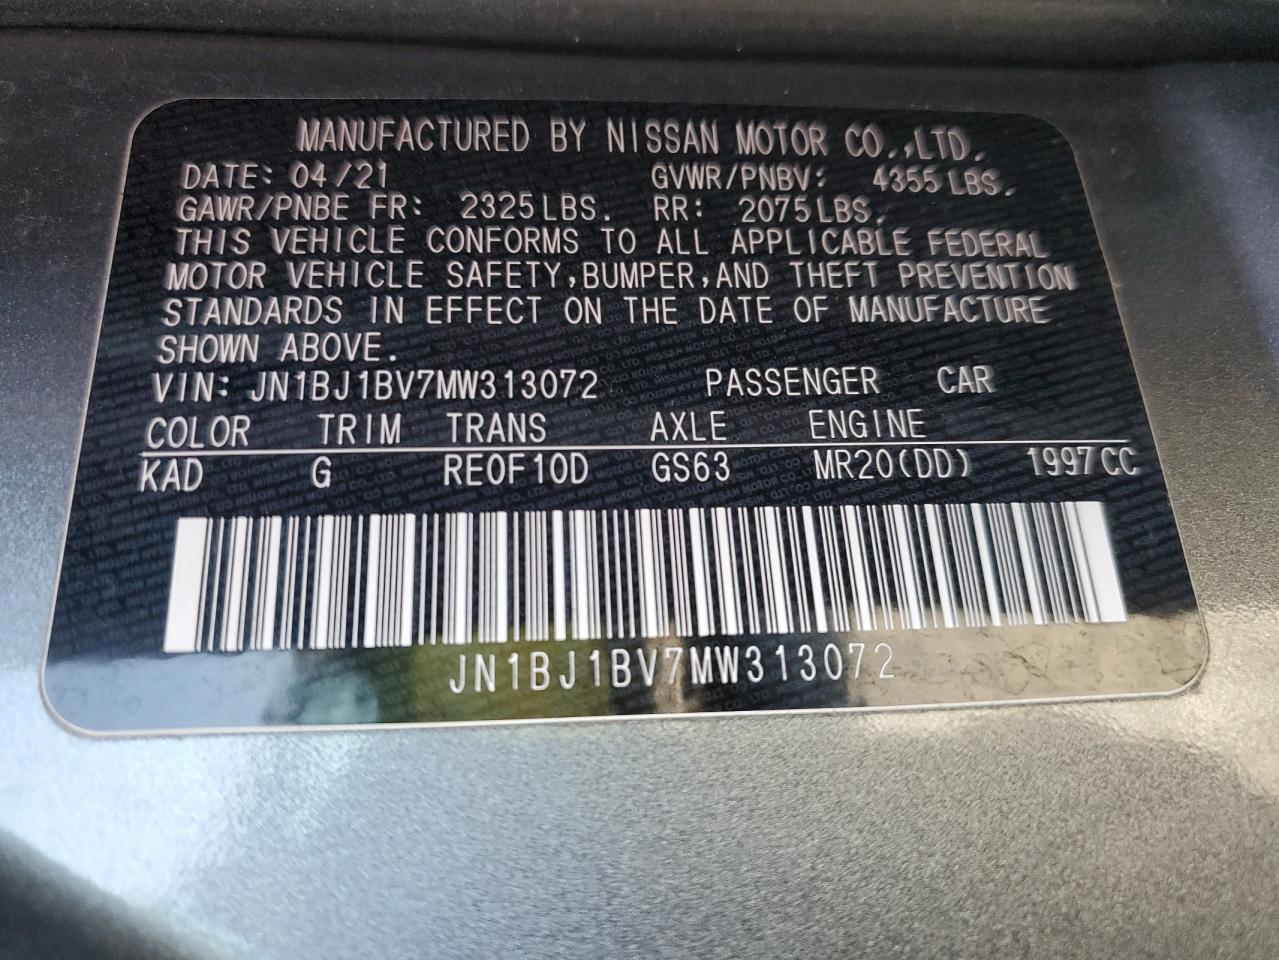 MANUFACTURED BY NISSAN MOTOR CO.,LTD.
DATE: 04/21 GVWR/PNBV: 4355 LBS.
GAWR/PNBE FR: 2325 LBS. RR: 2075 LBS.
THIS VEHICLE CONFORMS TO ALL APPLICABLE FEDERAL
MOTOR VEHICLE SAFETY,BUMPER,AND THEFT PREVENTION
STANDARDS IN EFFECT ON THE DATE OF MANUFACTURE
SHOWN ABOVE.
VIN: JN1BJ1BV7MW313072 PASSENGER CAR
COLOR TRIM TRANS AXLE ENGINE
KAD G RE0F10D GS63 MR20(DD) 1997CC
JN1BJ1BV7MW313072